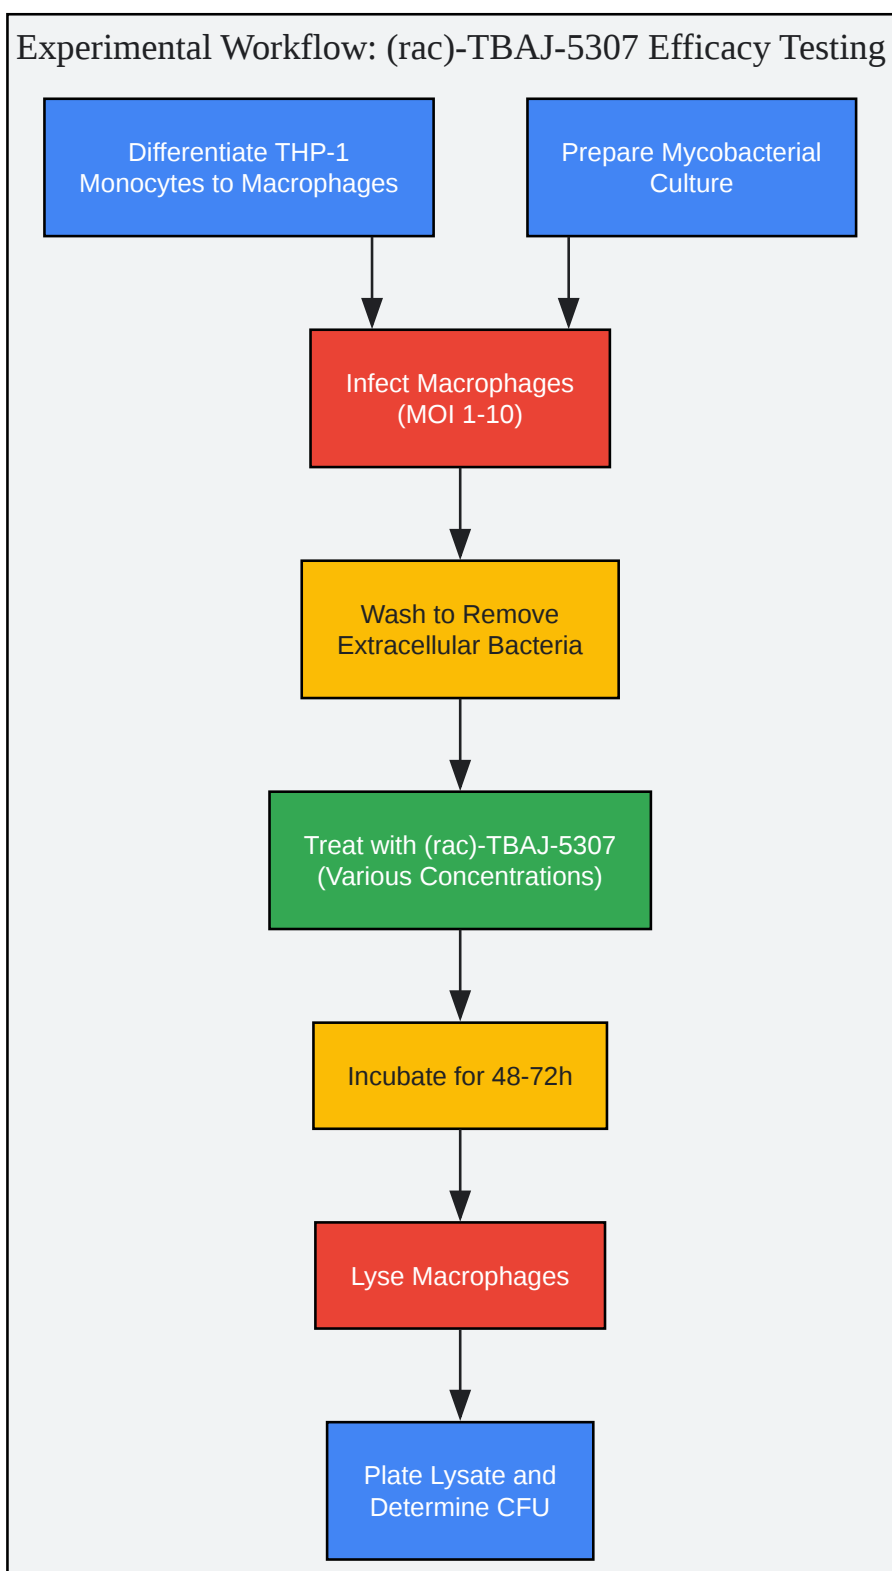 Experimental Workflow: (rac)-TBAJ-5307 Efficacy Testing
Differentiate THP-1
Monocytes to Macrophages
Prepare Mycobacterial
Culture
Infect Macrophages
(MOI 1-10)
Wash to Remove
Extracellular Bacteria
Treat with (rac)-TBAJ-5307
(Various Concentrations)
Incubate for 48-72h
Lyse Macrophages
Plate Lysate and
Determine CFU